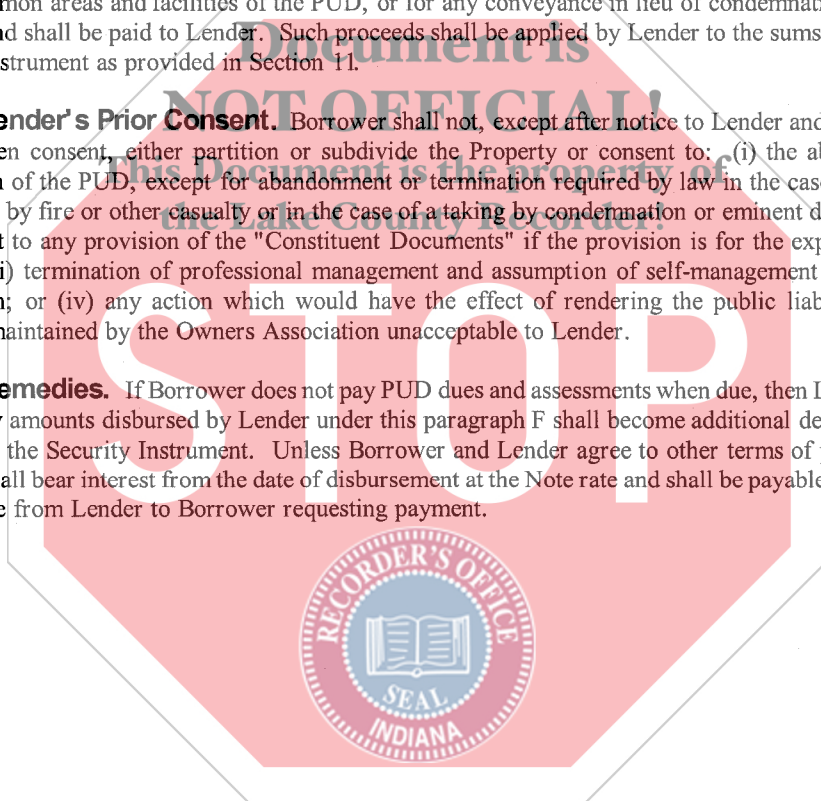 mon areas and facilities of the PUD, or for any conveyance in lieu of condemnati
d shall be paid to Lender. Such proceeds shall be applied by Lender to the sums
strument as provided in Section 11.
Document is
NOT OFFICIAL!
This Document is the property of
the Lake County Recorder!
ender's Prior Consent. Borrower shall not, except after notice to Lender and
en consent, either partition or subdivide the Property or consent to: (i) the ab
n of the PUD, except for abandonment or termination required by law in the cas
by fire or other casualty or in the case of a taking by condemnation or eminent d
t to any provision of the "Constituent Documents" if the provision is for the exp
i) termination of professional management and assumption of self-management
n; or (iv) any action which would have the effect of rendering the public liab
maintained by the Owners Association unacceptable to Lender.
STOP
emedies. If Borrower does not pay PUD dues and assessments when due, then L
y amounts disbursed by Lender under this paragraph F shall become additional de
the Security Instrument. Unless Borrower and Lender agree to other terms of
all bear interest from the date of disbursement at the Note rate and shall be payable
e from Lender to Borrower requesting payment.
RECORDER'S OFFICE
SEAL
INDIANA